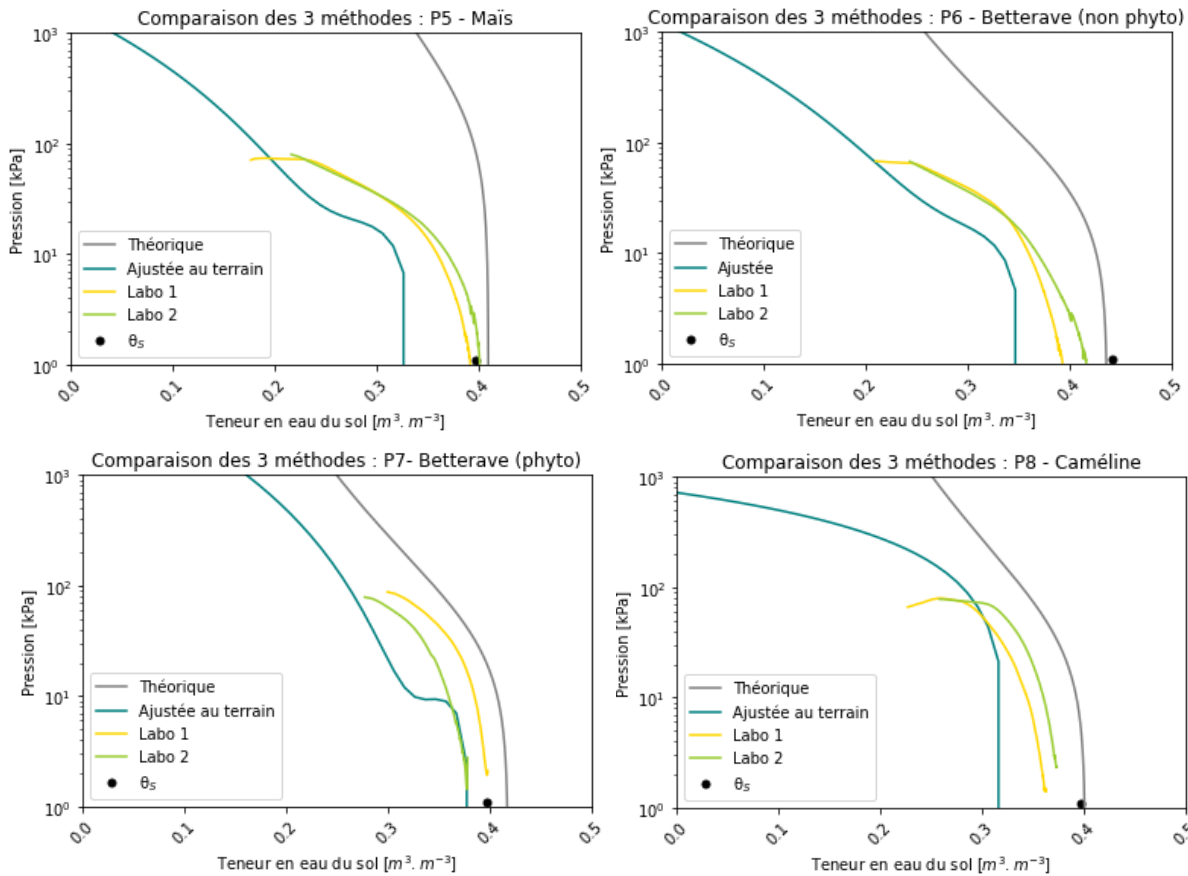 Comparaison des 3 méthodes : P5 - Maïs
10³
10²
10¹
10⁰
Pression [kPa]
Théorique
Ajustée au terrain
Labo 1
Labo 2
θₛ
0.0
0.1
0.2
0.3
0.4
0.5
Teneur en eau du sol [m³. m⁻³]
Comparaison des 3 méthodes : P6 - Betterave (non phyto)
10³
10²
10¹
10⁰
Pression [kPa]
Théorique
Ajustée
Labo 1
Labo 2
θₛ
0.0
0.1
0.2
0.3
0.4
0.5
Teneur en eau du sol [m³. m⁻³]
Comparaison des 3 méthodes : P7- Betterave (phyto)
10³
10²
10¹
10⁰
Pression [kPa]
Théorique
Ajustée au terrain
Labo 1
Labo 2
θₛ
0.0
0.1
0.2
0.3
0.4
0.5
Teneur en eau du sol [m³. m⁻³]
Comparaison des 3 méthodes : P8 - Caméline
10³
10²
10¹
10⁰
Pression [kPa]
Théorique
Ajustée au terrain
Labo 1
Labo 2
θₛ
0.0
0.1
0.2
0.3
0.4
0.5
Teneur en eau du sol [m³. m⁻³]